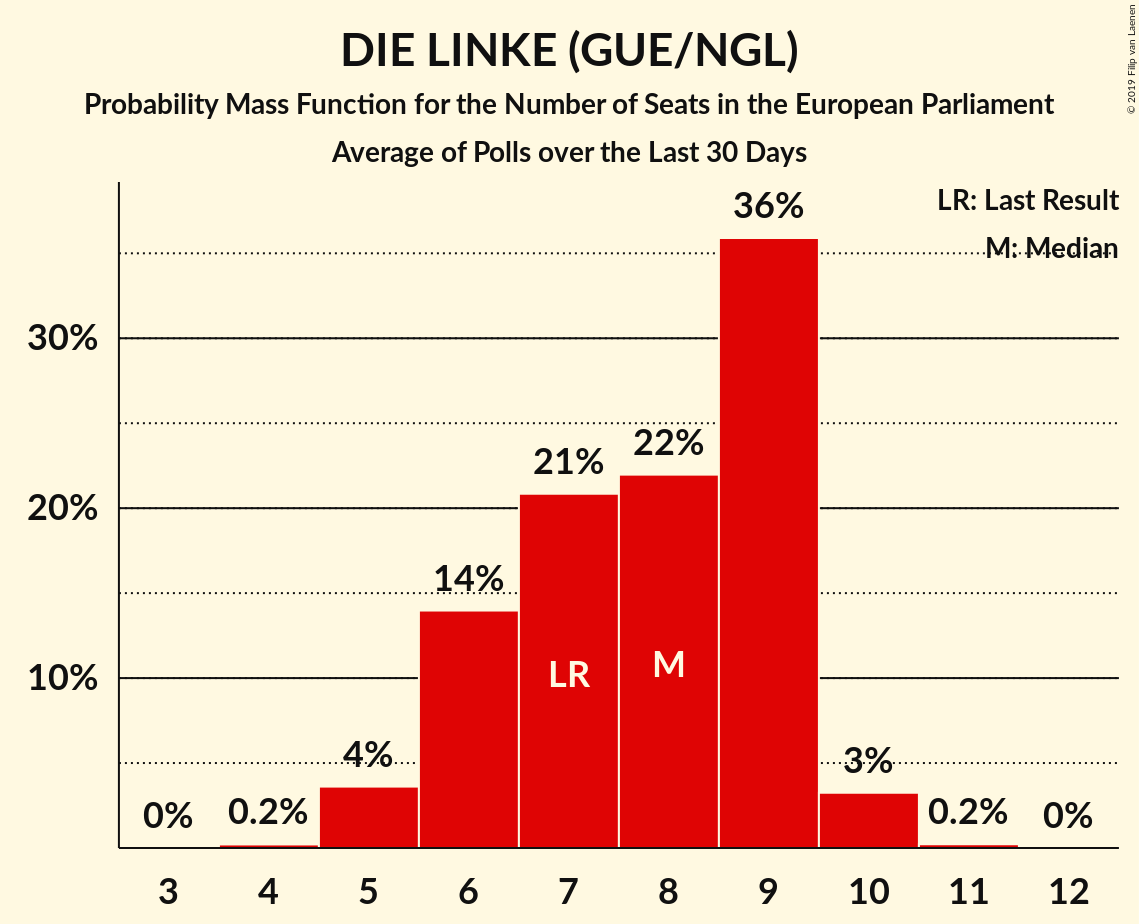 DIE LINKE (GUE/NGL)
Probability Mass Function for the Number of Seats in the European Parliament
Average of Polls over the Last 30 Days
© 2019 Filip van Laenen
LR: Last Result
M: Median
36%
30%
22%
21%
20%
14%
LR
M
10%
4%
3%
0%
0.2%
0.2%
0%
3 4 5 6 7 8 9 10 11 12